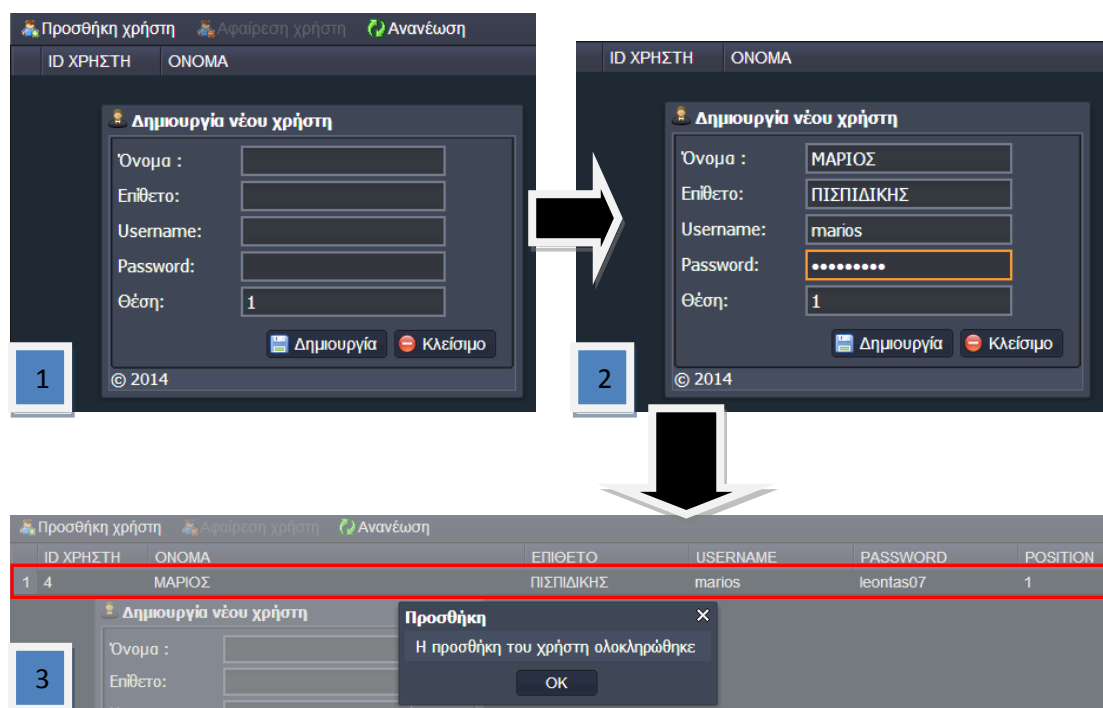 Προσθήκη χρήστη Αφαίρεση χρήστη Ανανέωση
ID ΧΡΗΣΤΗ ΟΝΟΜΑ
Δημιουργία νέου χρήστη
Όνομα :
Επίθετο:
Username:
Password:
Θέση: 1
Δημιουργία Κλείσιμο
© 2014
1
ID ΧΡΗΣΤΗ ΟΝΟΜΑ
Δημιουργία νέου χρήστη
Όνομα : ΜΑΡΙΟΣ
Επίθετο: ΠΙΣΠΙΔΙΚΗΣ
Username: marios
Password: •••••••••
Θέση: 1
Δημιουργία Κλείσιμο
© 2014
2
Προσθήκη χρήστη Αφαίρεση χρήστη Ανανέωση
ID ΧΡΗΣΤΗ ΟΝΟΜΑ ΕΠΙΘΕΤΟ USERNAME PASSWORD POSITION
1 4 ΜΑΡΙΟΣ ΠΙΣΠΙΔΙΚΗΣ marios leontas07 1
Δημιουργία νέου χρήστη
Όνομα :
Επίθετο:
Προσθήκη
Η προσθήκη του χρήστη ολοκληρώθηκε
OK
3